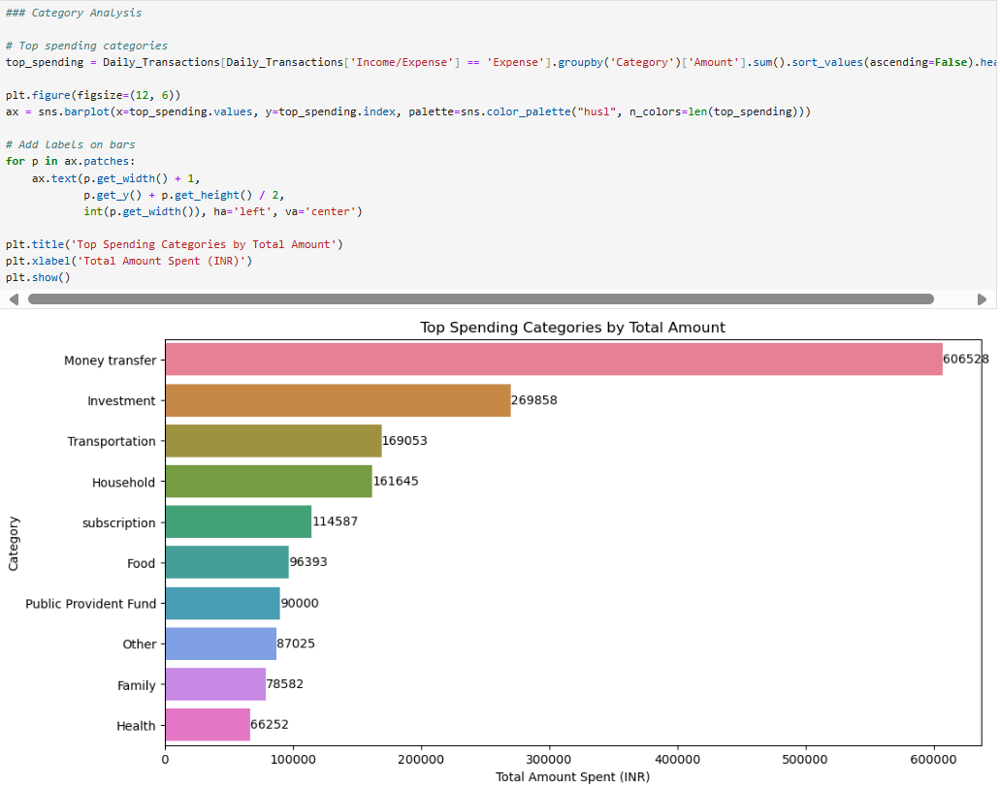 ### Category Analysis
# Top spending categories
top_spending = Daily_Transactions[Daily_Transactions['Income/Expense'] == 'Expense'].groupby('Category')['Amount'].sum().sort_values(ascending=False).hea
plt.figure(figsize=(12, 6))
ax = sns.barplot(x=top_spending.values, y=top_spending.index, palette=sns.color_palette("husl", n_colors=len(top_spending)))
# Add labels on bars
for p in ax.patches:
    ax.text(p.get_width() + 1,
            p.get_y() + p.get_height() / 2,
            int(p.get_width()), ha='left', va='center')
plt.title('Top Spending Categories by Total Amount')
plt.xlabel('Total Amount Spent (INR)')
plt.show()
Top Spending Categories by Total Amount
Money transfer 606528
Investment 269858
Transportation 169053
Household 161645
subscription 114587
Food 96393
Public Provident Fund 90000
Other 87025
Family 78582
Health 66252
Category
0 100000 200000 300000 400000 500000 600000
Total Amount Spent (INR)